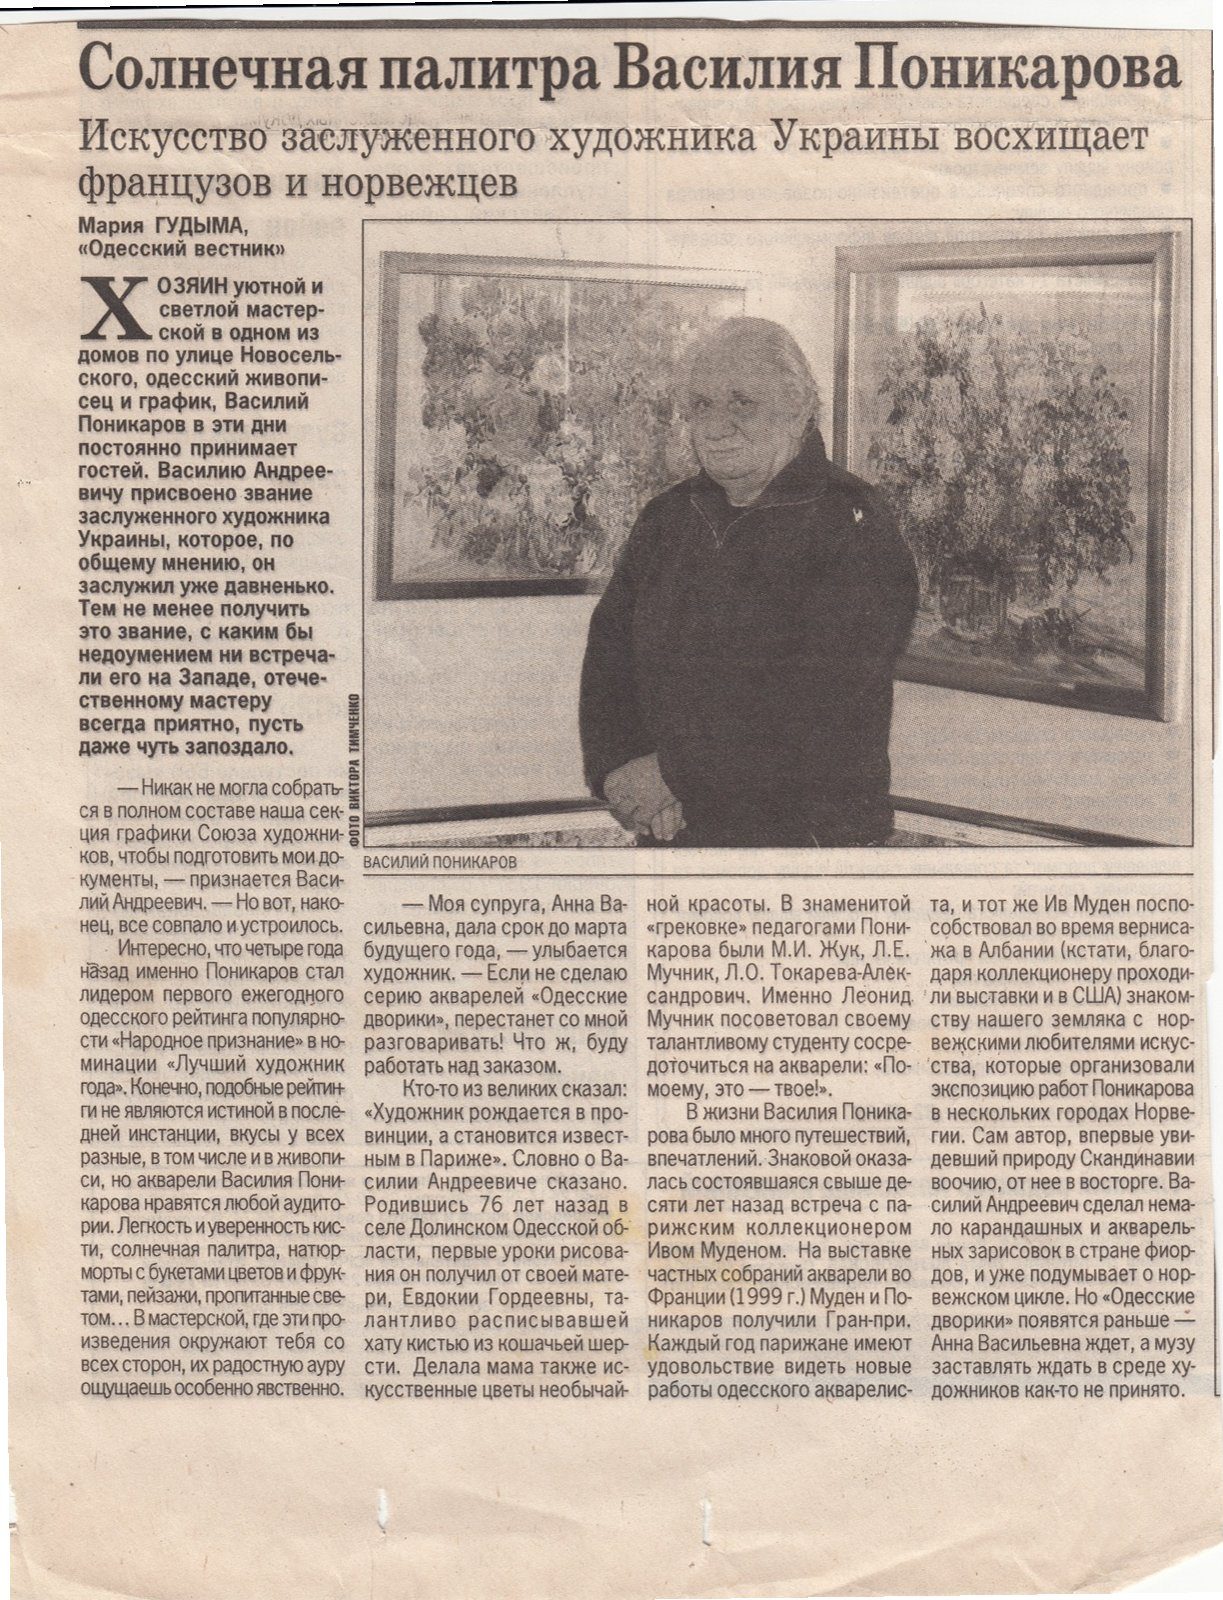 Солнечная палитра Василия Поникарова
Искусство заслуженного художника Украины восхищает
французов и норвежцев
Мария ГУДЫМА,
«Одесский вестник»
ХОЗЯИН уютной и
светлой мастер-
ской в одном из
домов по улице Новосель-
ского, одесский живопи-
сец и график, Василий
Поникаров в эти дни
постоянно принимает
гостей. Василию Андрее-
вичу присвоено звание
заслуженного художника
Украины, которое, по
общему мнению, он
заслужил уже давненько.
Тем не менее получить
это звание, с каким бы
недоумением ни встреча-
ли его на Западе, отече-
ственному мастеру
всегда приятно, пусть
даже чуть запоздало.
— Никак не могла собрать-
ся в полном составе наша сек-
ция графики Союза художни-
ков, чтобы подготовить мои до-
кументы, — признается Васи-
лий Андреевич. — Но вот, нако-
нец, все совпало и устроилось.
Интересно, что четыре года
назад именно Поникаров стал
лидером первого ежегодного
одесского рейтинга популярно-
сти «Народное признание» в но-
минации «Лучший художник
года». Конечно, подобные рейтин-
ги не являются истиной в после-
дней инстанции, вкусы у всех
разные, в том числе и в живопи-
си, но акварели Василия Пони-
карова нравятся любой аудито-
рии. Легкость и уверенность кис-
ти, солнечная палитра, натюр-
морты с букетами цветов и фрук-
тами, пейзажи, пропитанные све-
том... В мастерской, где эти про-
изведения окружают тебя со
всех сторон, их радостную ауру
ощущаешь особенно явственно.
ФОТО ВИКТОРА ТИМЧЕНКО
ВАСИЛИЙ ПОНИКАРОВ
— Моя супруга, Анна Ва-
сильевна, дала срок до марта
будущего года, — улыбается
художник. — Если не сделаю
серию акварелей «Одесские
дворики», перестанет со мной
разговаривать! Что ж, буду
работать над заказом.
Кто-то из великих сказал:
«Художник рождается в про-
винции, а становится извест-
ным в Париже». Словно о Ва-
силии Андреевиче сказано.
Родившись 76 лет назад в
селе Долинском Одесской об-
ласти, первые уроки рисова-
ния он получил от своей мате-
ри, Евдокии Гордеевны, та-
лантливо расписывавшей
хату кистью из кошачьей шер-
сти. Делала мама также ис-
кусственные цветы необычай-
ной красоты. В знаменитой
«грековке» педагогами Пони-
карова были М.И. Жук, Л.Е.
Мучник, Л.О. Токарева-Алек-
сандрович. Именно Леонид
Мучник посоветовал своему
талантливому студенту сосре-
доточиться на акварели: «По-
моему, это — твое!».
В жизни Василия Поника-
рова было много путешествий,
впечатлений. Знаковой оказа-
лась состоявшаяся свыше де-
сяти лет назад встреча с па-
рижским коллекционером
Ивом Муденом. На выставке
частных собраний акварели во
Франции (1999 г.) Муден и По-
никаров получили Гран-при.
Каждый год парижане имеют
удовольствие видеть новые
работы одесского акварелис-
та, и тот же Ив Муден поспо-
собствовал во время верниса-
жа в Албании (кстати, благо-
даря коллекционеру проходи-
ли выставки и в США) знаком-
ству нашего земляка с нор-
вежскими любителями искус-
ства, которые организовали
экспозицию работ Поникарова
в нескольких городах Норве-
гии. Сам автор, впервые уви-
девший природу Скандинавии
воочию, от нее в восторге. Ва-
силий Андреевич сделал нема-
ло карандашных и акварель-
ных зарисовок в стране фиор-
дов, и уже подумывает о нор-
вежском цикле. Но «Одесские
дворики» появятся раньше —
Анна Васильевна ждет, а музу
заставлять ждать в среде ху-
дожников как-то не принято.